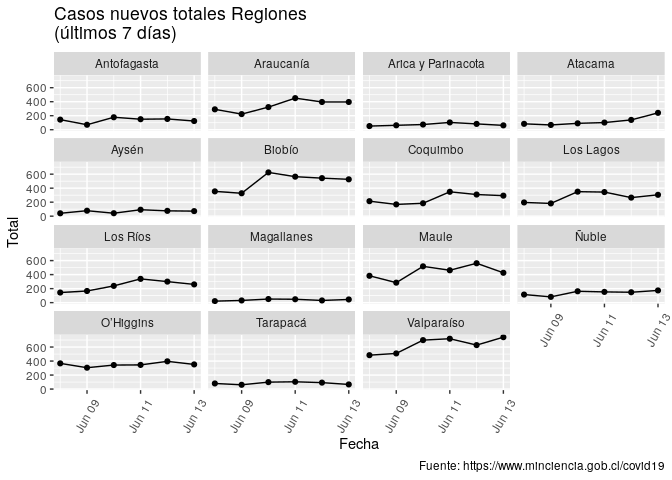 Casos nuevos totales Regiones
(últimos 7 días)
Antofagasta
Araucanía
Arica y Parinacota
Atacama
600
400
200
0
Aysén
Biobío
Coquimbo
Los Lagos
600
400
200
0
Los Ríos
Magallanes
Maule
Ñuble
600
400
200
0
Jun 09
Jun 11
Jun 13
O'Higgins
Tarapacá
Valparaíso
600
400
200
0
Jun 09
Jun 11
Jun 13
Jun 09
Jun 11
Jun 13
Jun 09
Jun 11
Jun 13
Total
Fecha
Fuente: https://www.minciencia.gob.cl/covid19